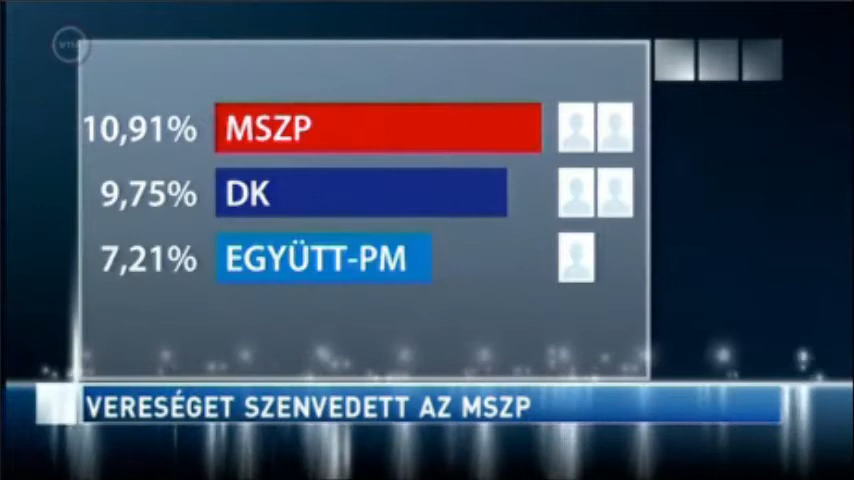 10,91% MSZP
9,75% DK
7,21% EGYÜTT-PM
VERESÉGET SZENVEDETT AZ MSZP